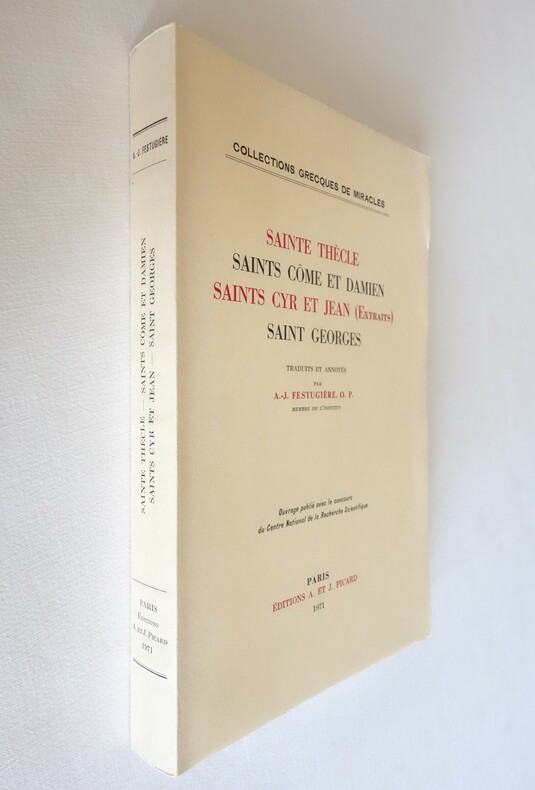 A.-J. FESTUGIÈRE
SAINTE THÈCLE — SAINTS CÔME ET DAMIEN
SAINTS CYR ET JEAN — SAINT GEORGES
PARIS
ÉDITIONS
A. ET J. PICARD
1971
COLLECTIONS GRECQUES DE MIRACLES
SAINTE THÈCLE
SAINTS CÔME ET DAMIEN
SAINTS CYR ET JEAN (EXTRAITS)
SAINT GEORGES
TRADUITS ET ANNOTÉS
PAR
A.-J. FESTUGIÈRE, O. P.
MEMBRE DE L'INSTITUT
Ouvrage publié avec le concours
du Centre National de la Recherche Scientifique
PARIS
ÉDITIONS A. ET J. PICARD
1971